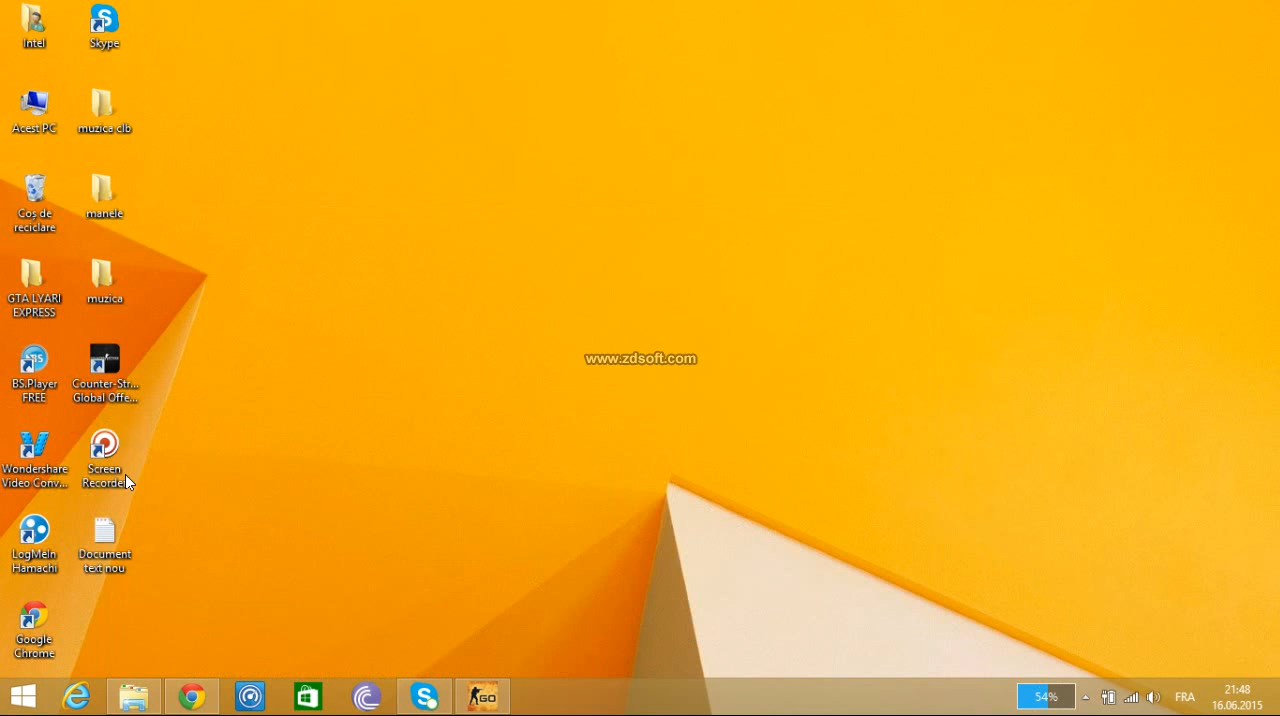 Intel
Skype
Acest PC
muzica clb
Coș de
reciclare
manele
GTA LYARI
EXPRESS
muzica
BS.Player
FREE
Counter-Str...
Global Offe...
Wondershare
Video Conv...
Screen
Recorder
LogMeIn
Hamachi
Document
text nou
Google
Chrome
www.zdsoft.com
GO
54%
FRA
21:48
16.06.2015